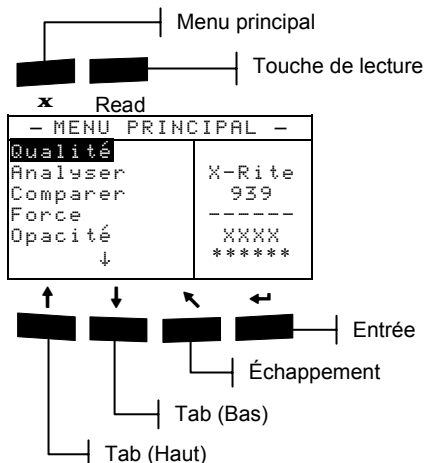 Menu principal
Touche de lecture
x Read
– MENU PRINCIPAL –
Qualité
Analyser X-Rite
Comparer 939
Force ------
Opacité XXXX
↓ ******
↑ ↓ ↖ ↵
Entrée
Échappement
Tab (Bas)
Tab (Haut)